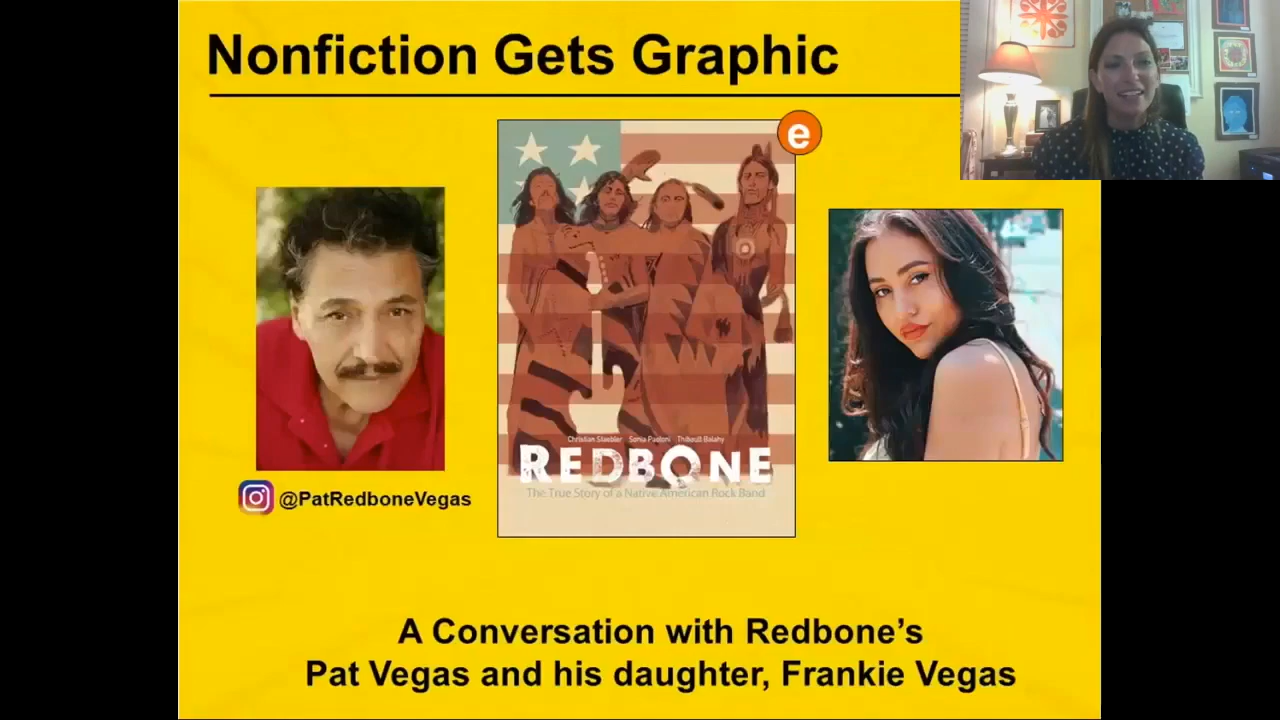 Nonfiction Gets Graphic
e
Christian Staebler Sonia Paoloni Thibault Balahy
REDBONE
The True Story of a Native American Rock Band
@PatRedboneVegas
A Conversation with Redbone’s
Pat Vegas and his daughter, Frankie Vegas